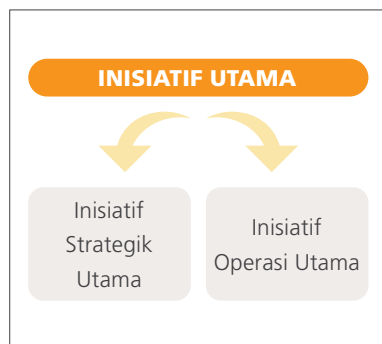 INISIATIF UTAMA
Inisiatif
Strategik
Utama
Inisiatif
Operasi Utama